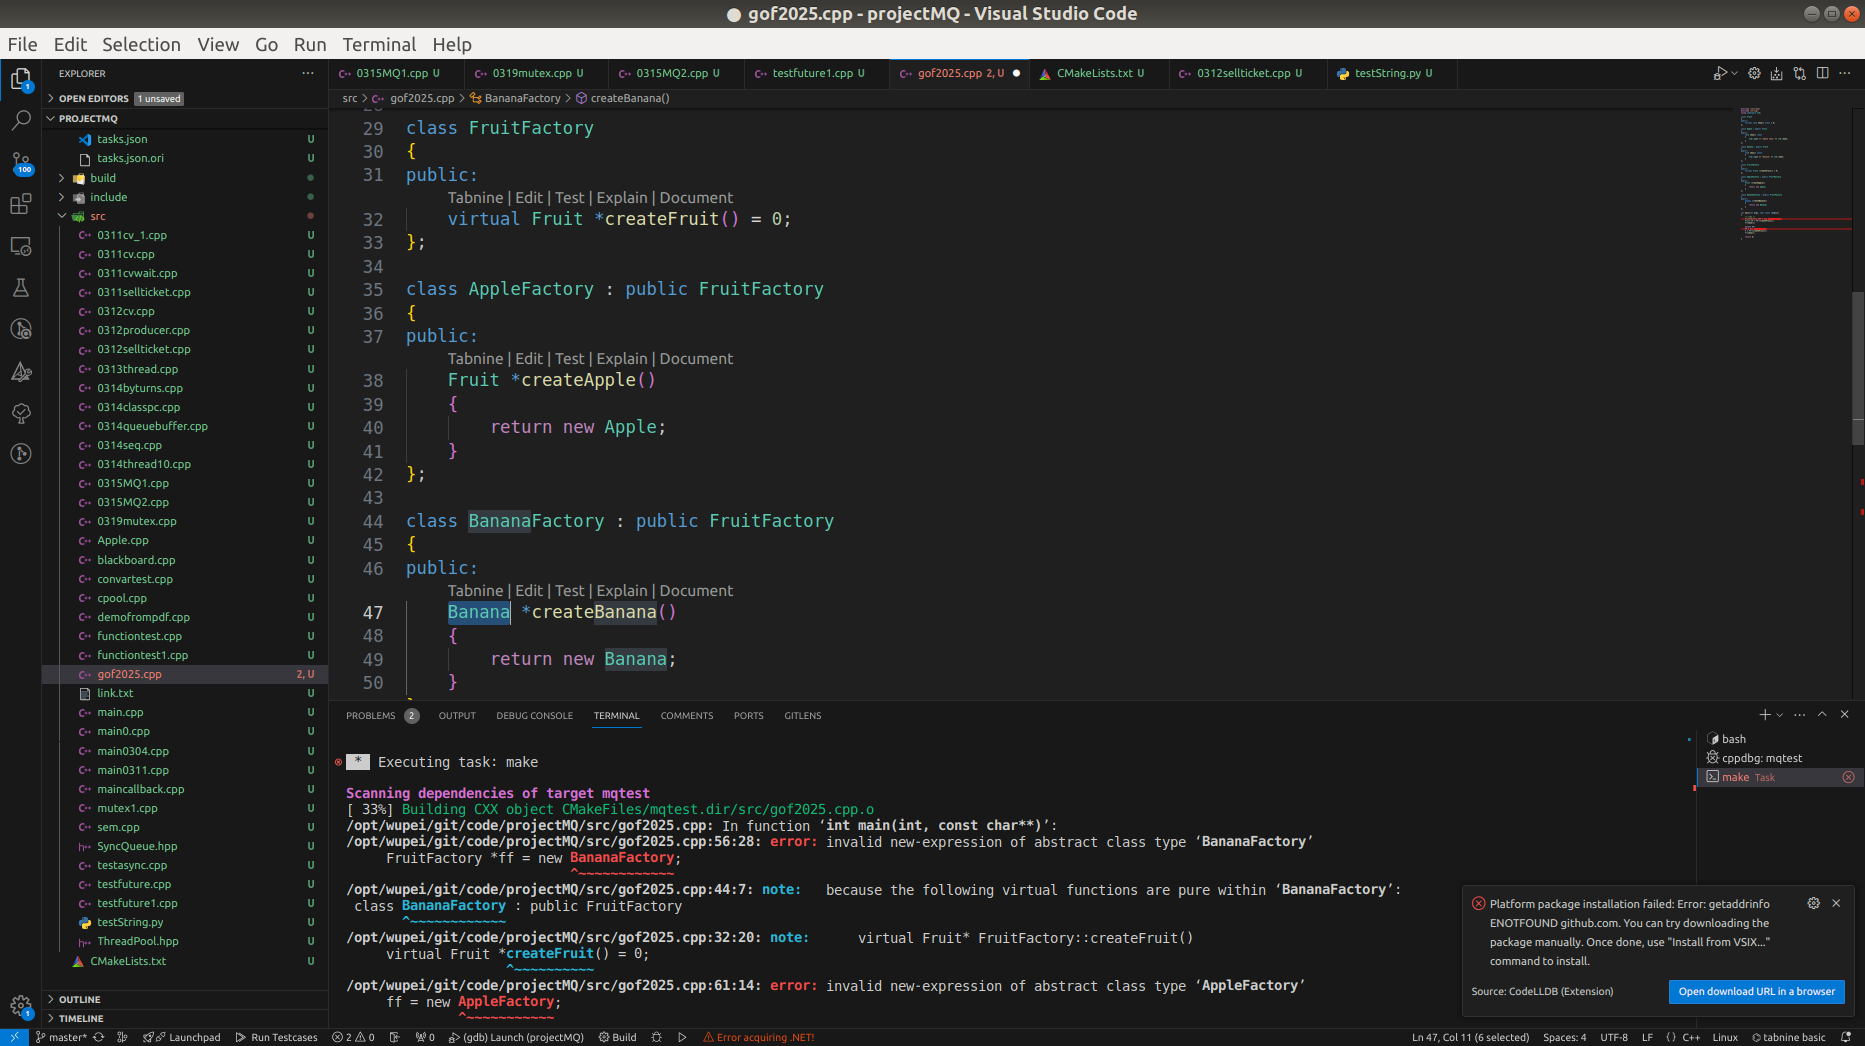 ● gof2025.cpp - projectMQ - Visual Studio Code
File Edit Selection View Go Run Terminal Help
EXPLORER
OPEN EDITORS 1 unsaved
PROJECTMQ
tasks.json U
tasks.json.ori U
build
include
src
0311cv_1.cpp U
0311cv.cpp U
0311cvwait.cpp U
0311sellticket.cpp U
0312cv.cpp U
0312producer.cpp U
0312sellticket.cpp U
0313thread.cpp U
0314byturns.cpp U
0314classpc.cpp U
0314queuebuffer.cpp U
0314seq.cpp U
0314thread10.cpp U
0315MQ1.cpp U
0315MQ2.cpp U
0319mutex.cpp U
Apple.cpp U
blackboard.cpp U
convartest.cpp U
cpool.cpp U
demofrompdf.cpp U
functiontest.cpp U
functiontest1.cpp U
gof2025.cpp 2, U
link.txt U
main.cpp U
main0.cpp U
main0304.cpp U
main0311.cpp U
maincallback.cpp U
mutex1.cpp U
sem.cpp U
SyncQueue.hpp U
testasync.cpp U
testfuture.cpp U
testfuture1.cpp U
testString.py U
ThreadPool.hpp U
CMakeLists.txt U
OUTLINE
TIMELINE
1
100
1
0315MQ1.cpp U 0319mutex.cpp U 0315MQ2.cpp U testfuture1.cpp U gof2025.cpp 2, U ● CMakeLists.txt U 0312sellticket.cpp U testString.py U
src > gof2025.cpp > BananaFactory > createBanana()
29 class FruitFactory
30 {
31 public:
Tabnine | Edit | Test | Explain | Document
32 virtual Fruit *createFruit() = 0;
33 };
34
35 class AppleFactory : public FruitFactory
36 {
37 public:
Tabnine | Edit | Test | Explain | Document
38 Fruit *createApple()
39 {
40 return new Apple;
41 }
42 };
43
44 class BananaFactory : public FruitFactory
45 {
46 public:
Tabnine | Edit | Test | Explain | Document
47 Banana *createBanana()
48 {
49 return new Banana;
50 }
PROBLEMS 2 OUTPUT DEBUG CONSOLE TERMINAL COMMENTS PORTS GITLENS
* Executing task: make
Scanning dependencies of target mqtest
[ 33%] Building CXX object CMakeFiles/mqtest.dir/src/gof2025.cpp.o
/opt/wupei/git/code/projectMQ/src/gof2025.cpp: In function ‘int main(int, const char**)’:
/opt/wupei/git/code/projectMQ/src/gof2025.cpp:56:28: error: invalid new-expression of abstract class type ‘BananaFactory’
FruitFactory *ff = new BananaFactory;
^~~~~~~~~~~~~
/opt/wupei/git/code/projectMQ/src/gof2025.cpp:44:7: note: because the following virtual functions are pure within ‘BananaFactory’:
class BananaFactory : public FruitFactory
^~~~~~~~~~~~~
/opt/wupei/git/code/projectMQ/src/gof2025.cpp:32:20: note: virtual Fruit* FruitFactory::createFruit()
virtual Fruit *createFruit() = 0;
^~~~~~~~~~~
/opt/wupei/git/code/projectMQ/src/gof2025.cpp:61:14: error: invalid new-expression of abstract class type ‘AppleFactory’
ff = new AppleFactory;
^~~~~~~~~~~~
bash
cppdbg: mqtest
make Task
Platform package installation failed: Error: getaddrinfo
ENOTFOUND github.com. You can try downloading the
package manually. Once done, use "Install from VSIX..."
command to install.
Source: CodeLLDB (Extension) Open download URL in a browser
master* Launchpad Run Testcases 2 0 0 (gdb) Launch (projectMQ) Build Error acquiring .NET! Ln 47, Col 11 (6 selected) Spaces: 4 UTF-8 LF {} C++ Linux tabnine basic